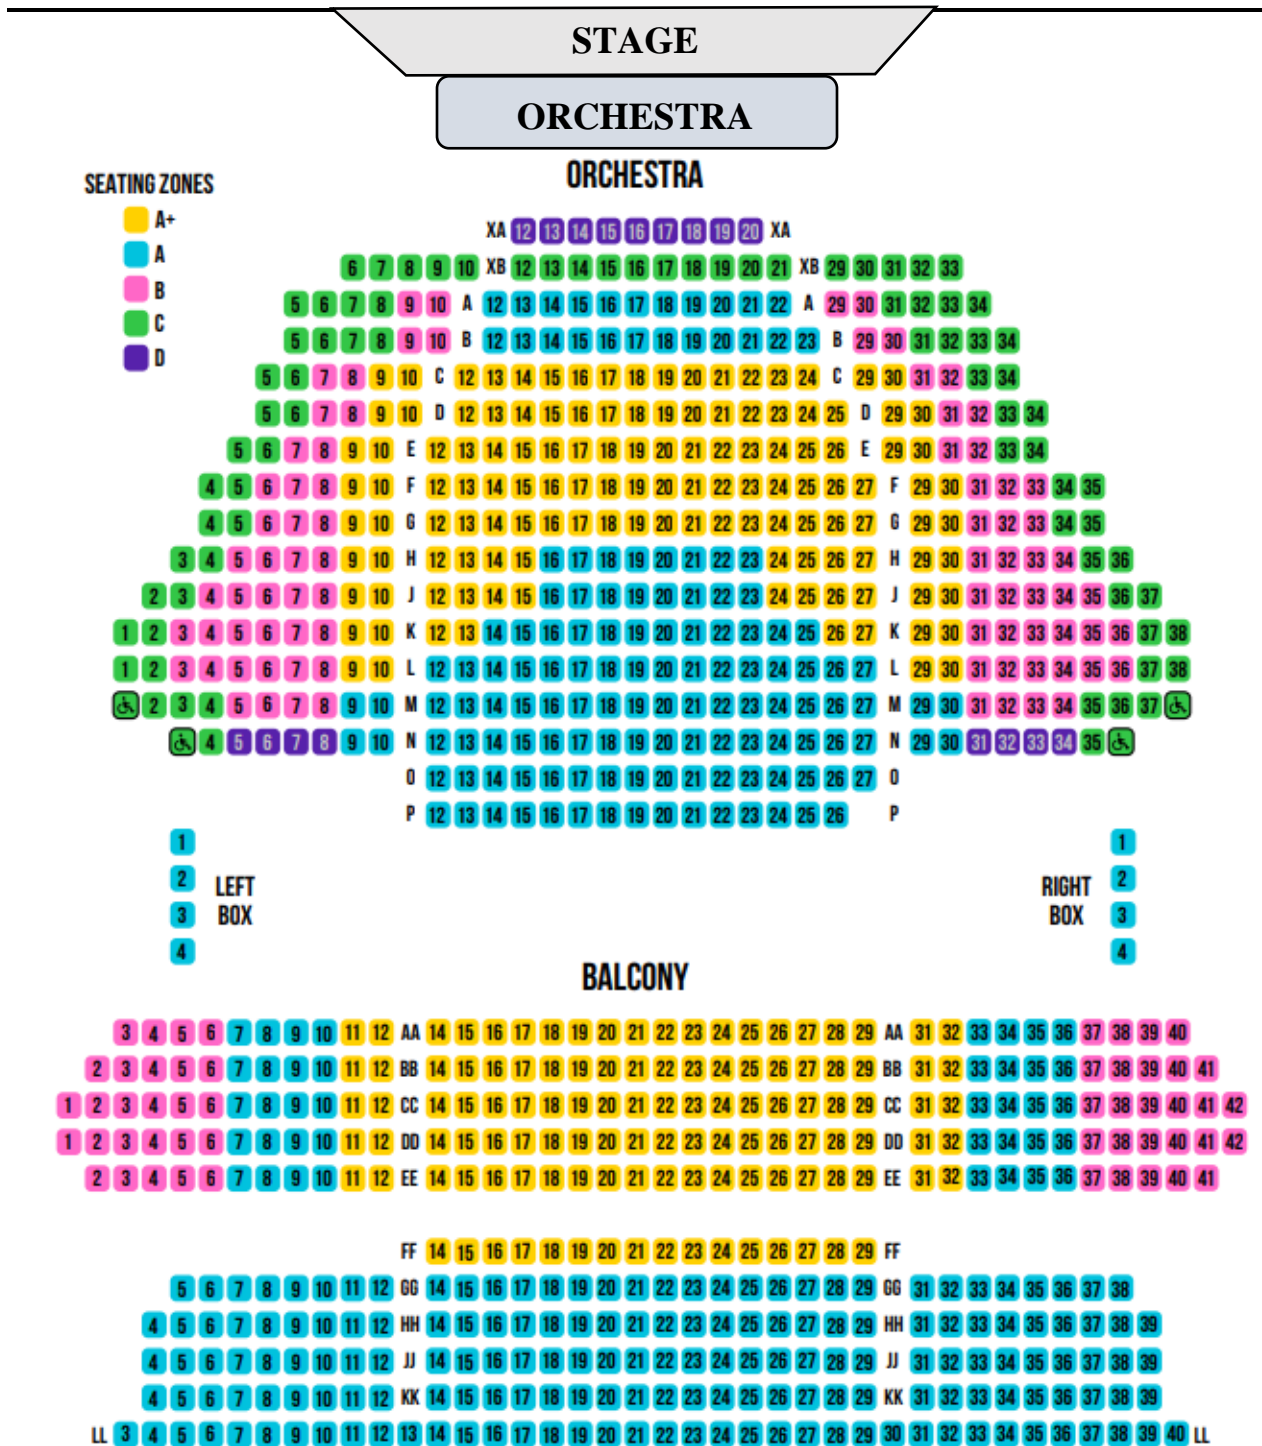 STAGE
ORCHESTRA
ORCHESTRA
SEATING ZONES
A+
A
B
C
D
XA 12 13 14 15 16 17 18 19 20 XA
6 7 8 9 10 XB 12 13 14 15 16 17 18 19 20 21 XB 29 30 31 32 33
5 6 7 8 9 10 A 12 13 14 15 16 17 18 19 20 21 22 A 29 30 31 32 33 34
5 6 7 8 9 10 B 12 13 14 15 16 17 18 19 20 21 22 23 B 29 30 31 32 33 34
5 6 7 8 9 10 C 12 13 14 15 16 17 18 19 20 21 22 23 24 C 29 30 31 32 33 34
5 6 7 8 9 10 D 12 13 14 15 16 17 18 19 20 21 22 23 24 25 D 29 30 31 32 33 34
5 6 7 8 9 10 E 12 13 14 15 16 17 18 19 20 21 22 23 24 25 26 E 29 30 31 32 33 34
4 5 6 7 8 9 10 F 12 13 14 15 16 17 18 19 20 21 22 23 24 25 26 27 F 29 30 31 32 33 34 35
4 5 6 7 8 9 10 G 12 13 14 15 16 17 18 19 20 21 22 23 24 25 26 27 G 29 30 31 32 33 34 35
3 4 5 6 7 8 9 10 H 12 13 14 15 16 17 18 19 20 21 22 23 24 25 26 27 H 29 30 31 32 33 34 35 36
2 3 4 5 6 7 8 9 10 J 12 13 14 15 16 17 18 19 20 21 22 23 24 25 26 27 J 29 30 31 32 33 34 35 36 37
1 2 3 4 5 6 7 8 9 10 K 12 13 14 15 16 17 18 19 20 21 22 23 24 25 26 27 K 29 30 31 32 33 34 35 36 37 38
1 2 3 4 5 6 7 8 9 10 L 12 13 14 15 16 17 18 19 20 21 22 23 24 25 26 27 L 29 30 31 32 33 34 35 36 37 38
2 3 4 5 6 7 8 9 10 M 12 13 14 15 16 17 18 19 20 21 22 23 24 25 26 27 M 29 30 31 32 33 34 35 36 37
4 5 6 7 8 9 10 N 12 13 14 15 16 17 18 19 20 21 22 23 24 25 26 27 N 29 30 31 32 33 34 35
O 12 13 14 15 16 17 18 19 20 21 22 23 24 25 26 27 O
P 12 13 14 15 16 17 18 19 20 21 22 23 24 25 26 P
1
2
3
4
LEFT
BOX
RIGHT
BOX
1
2
3
4
BALCONY
3 4 5 6 7 8 9 10 11 12 AA 14 15 16 17 18 19 20 21 22 23 24 25 26 27 28 29 AA 31 32 33 34 35 36 37 38 39 40
2 3 4 5 6 7 8 9 10 11 12 BB 14 15 16 17 18 19 20 21 22 23 24 25 26 27 28 29 BB 31 32 33 34 35 36 37 38 39 40 41
1 2 3 4 5 6 7 8 9 10 11 12 CC 14 15 16 17 18 19 20 21 22 23 24 25 26 27 28 29 CC 31 32 33 34 35 36 37 38 39 40 41 42
1 2 3 4 5 6 7 8 9 10 11 12 DD 14 15 16 17 18 19 20 21 22 23 24 25 26 27 28 29 DD 31 32 33 34 35 36 37 38 39 40 41 42
2 3 4 5 6 7 8 9 10 11 12 EE 14 15 16 17 18 19 20 21 22 23 24 25 26 27 28 29 EE 31 32 33 34 35 36 37 38 39 40 41
FF 14 15 16 17 18 19 20 21 22 23 24 25 26 27 28 29 FF
5 6 7 8 9 10 11 12 GG 14 15 16 17 18 19 20 21 22 23 24 25 26 27 28 29 GG 31 32 33 34 35 36 37 38
4 5 6 7 8 9 10 11 12 HH 14 15 16 17 18 19 20 21 22 23 24 25 26 27 28 29 HH 31 32 33 34 35 36 37 38 39
4 5 6 7 8 9 10 11 12 JJ 14 15 16 17 18 19 20 21 22 23 24 25 26 27 28 29 JJ 31 32 33 34 35 36 37 38 39
4 5 6 7 8 9 10 11 12 KK 14 15 16 17 18 19 20 21 22 23 24 25 26 27 28 29 KK 31 32 33 34 35 36 37 38 39
LL 3 4 5 6 7 8 9 10 11 12 13 14 15 16 17 18 19 20 21 22 23 24 25 26 27 28 29 30 31 32 33 34 35 36 37 38 39 40 LL